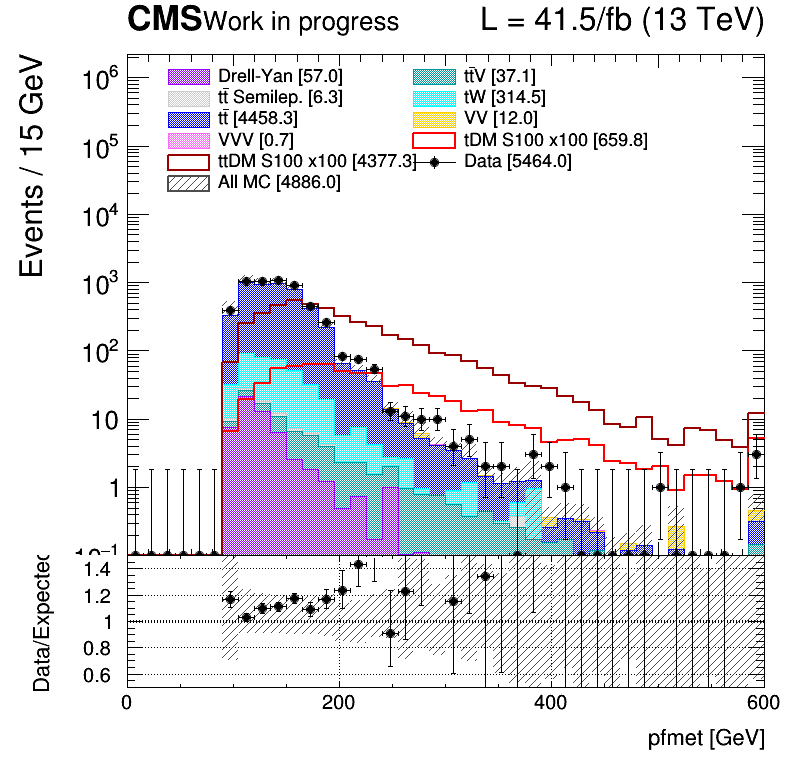 CMS Work in progress L = 41.5/fb (13 TeV)
Events / 15 GeV
Drell-Yan [57.0] tt̄V [37.1]
tt̄ Semilep. [6.3] tW [314.5]
tt̄ [4458.3] VV [12.0]
VVV [0.7] tDM S100 x100 [659.8]
ttDM S100 x100 [4377.3] Data [5464.0]
All MC [4886.0]
10⁶
10⁵
10⁴
10³
10²
10
1
10⁻¹
Data/Expected
1.4
1.2
1
0.8
0.6
0 200 400 600
pfmet [GeV]